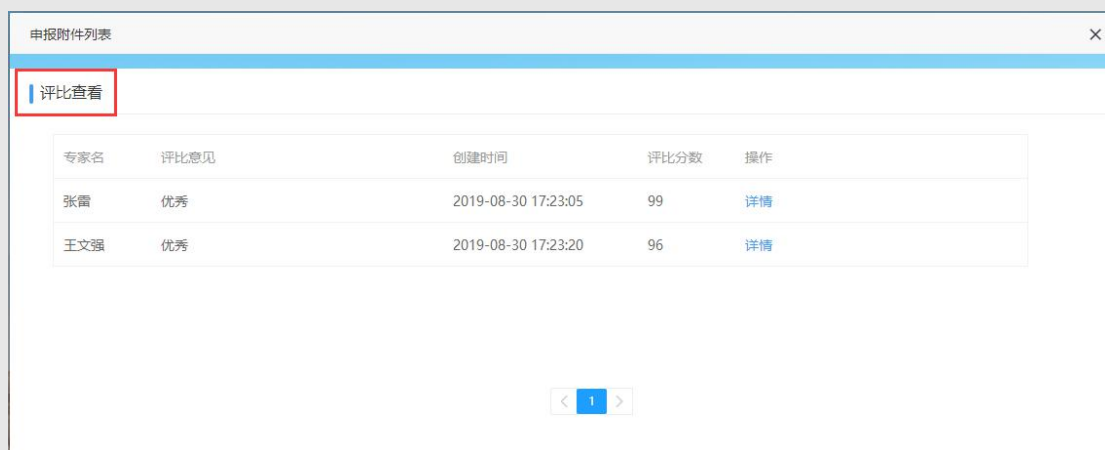 申报附件列表
评比查看
专家名 评比意见 创建时间 评比分数 操作
张雷 优秀 2019-08-30 17:23:05 99 详情
王文强 优秀 2019-08-30 17:23:20 96 详情
1